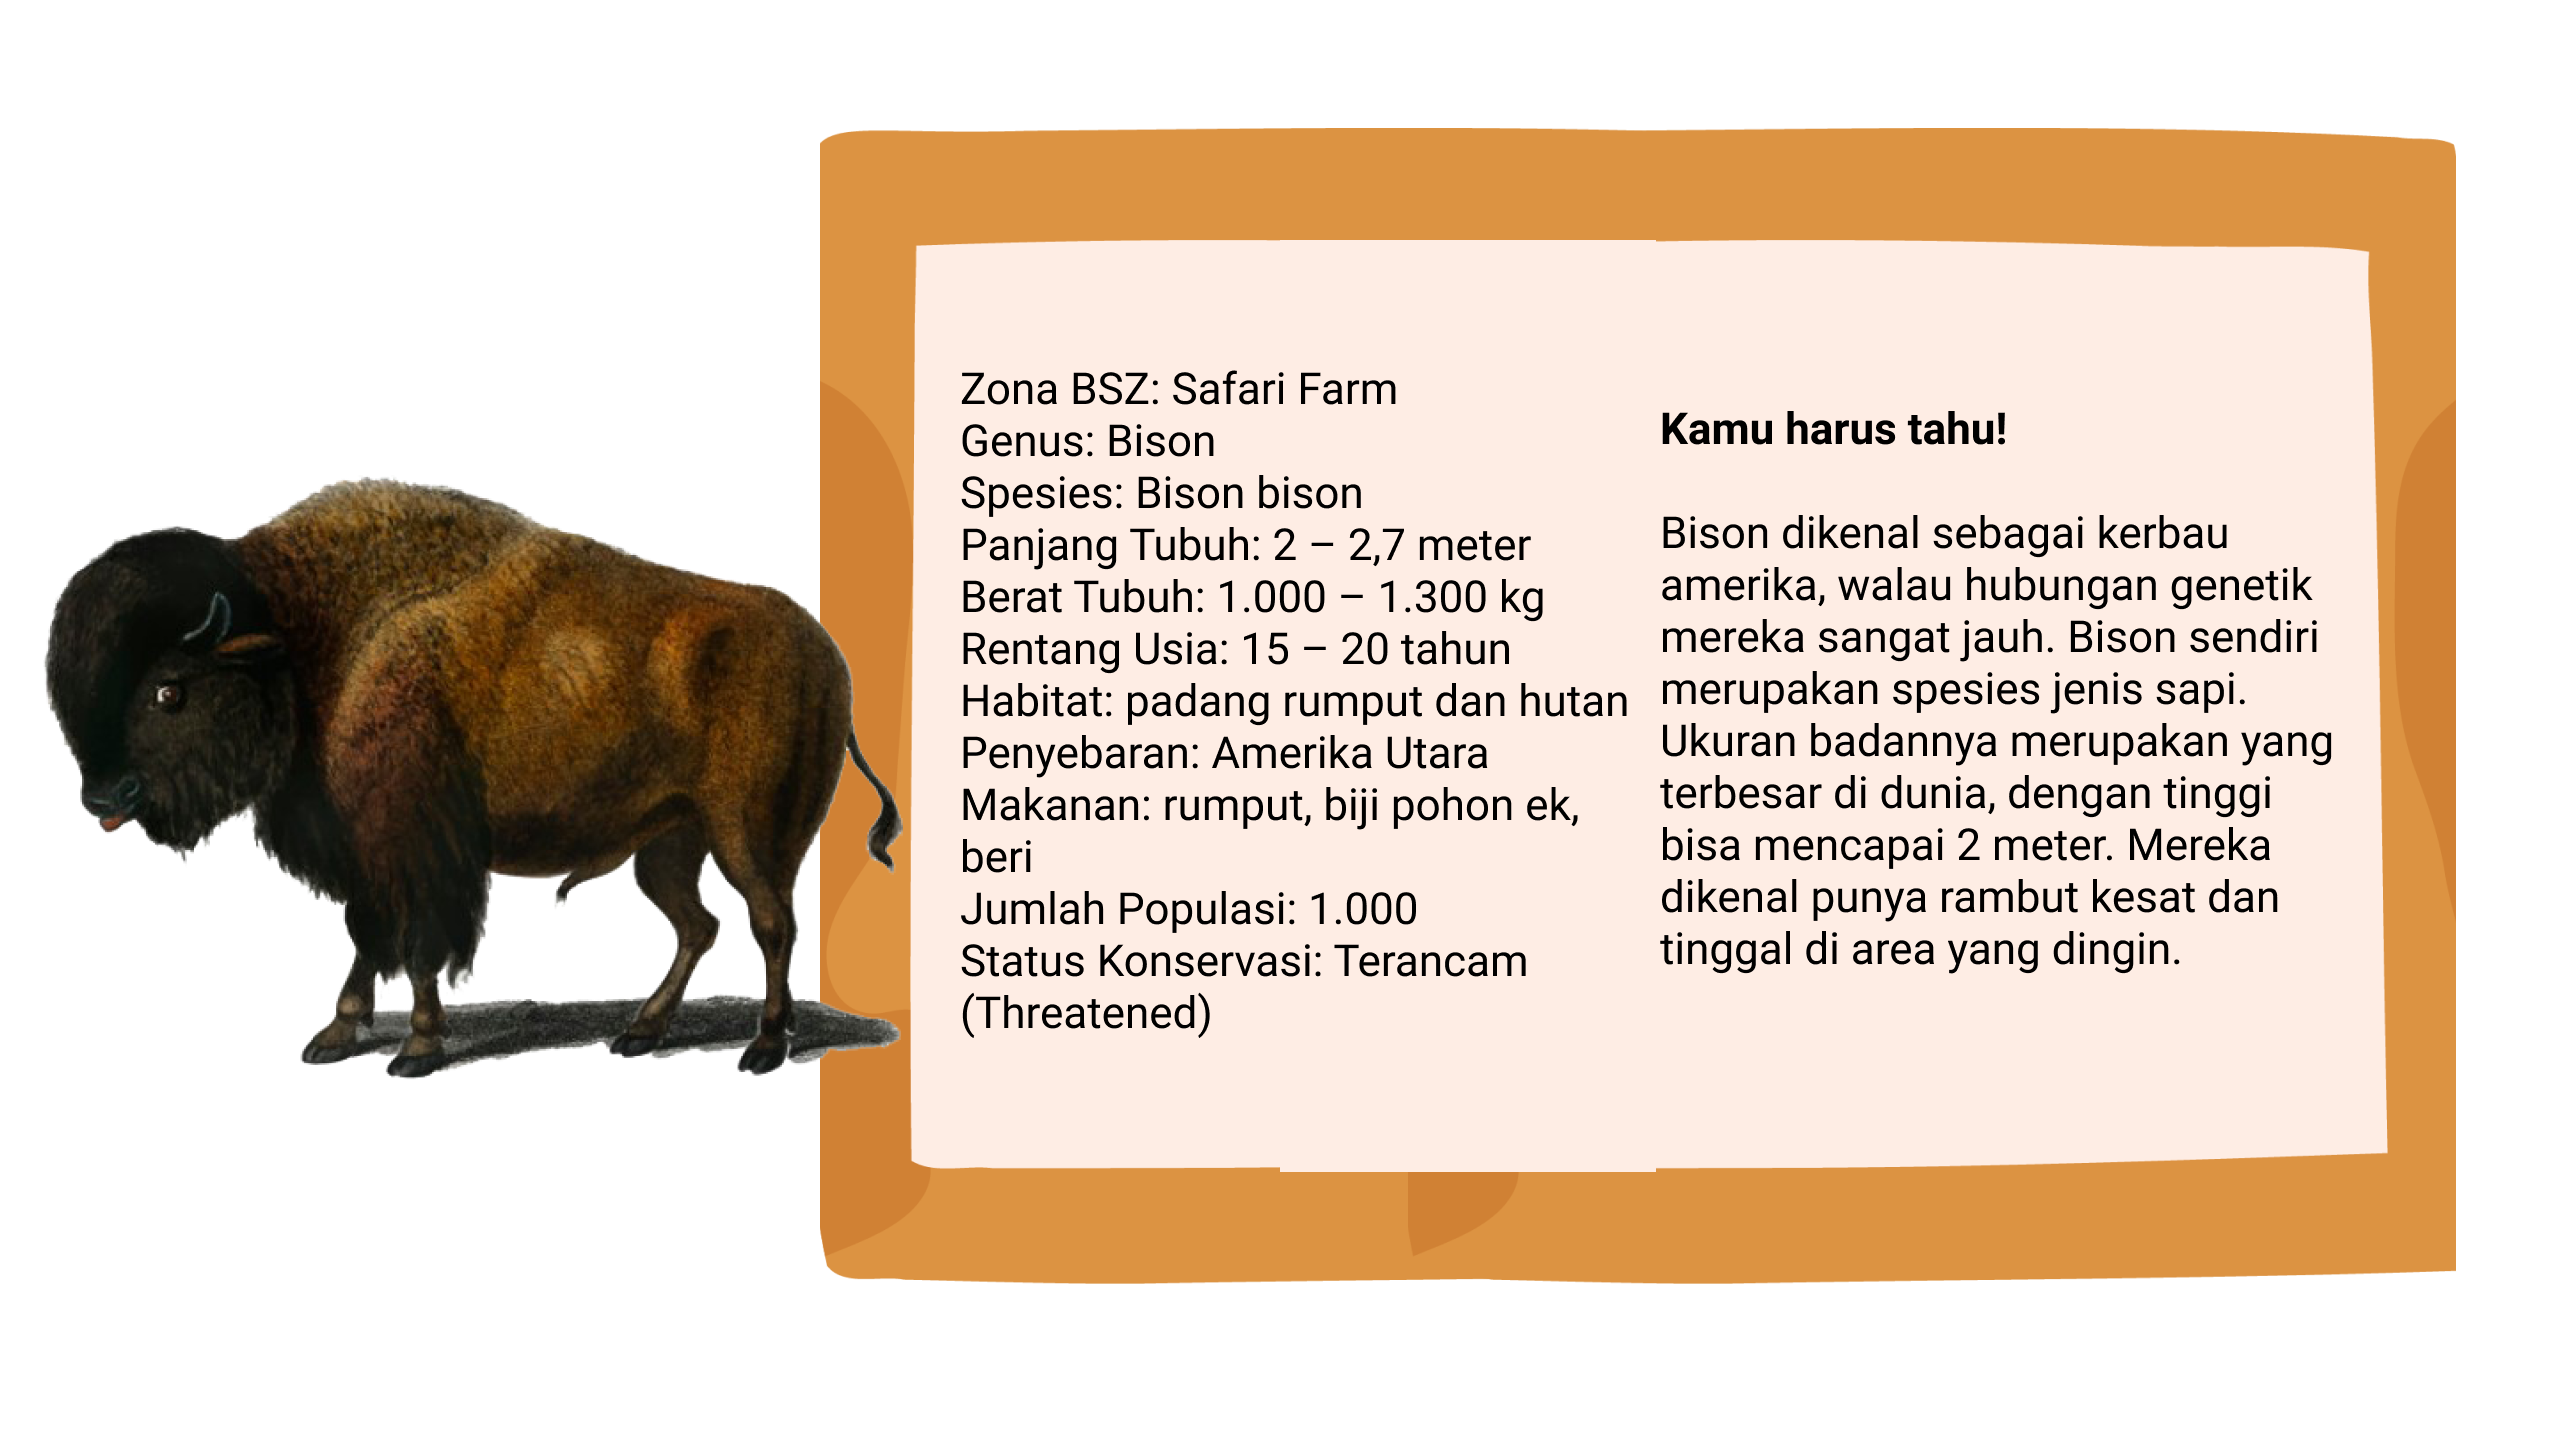 Zona BSZ: Safari Farm
Genus: Bison
Spesies: Bison bison
Panjang Tubuh: 2 – 2,7 meter
Berat Tubuh: 1.000 – 1.300 kg
Rentang Usia: 15 – 20 tahun
Habitat: padang rumput dan hutan
Penyebaran: Amerika Utara
Makanan: rumput, biji pohon ek,
beri
Jumlah Populasi: 1.000
Status Konservasi: Terancam
(Threatened)
Kamu harus tahu!
Bison dikenal sebagai kerbau
amerika, walau hubungan genetik
mereka sangat jauh. Bison sendiri
merupakan spesies jenis sapi.
Ukuran badannya merupakan yang
terbesar di dunia, dengan tinggi
bisa mencapai 2 meter. Mereka
dikenal punya rambut kesat dan
tinggal di area yang dingin.